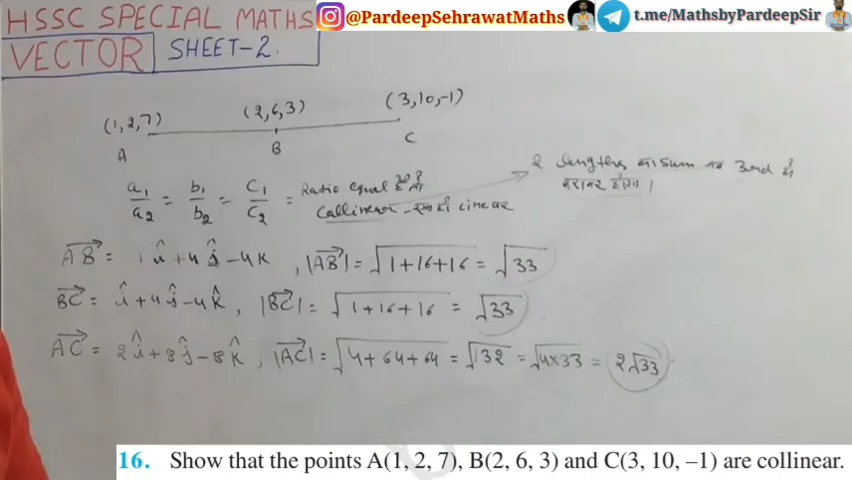 HSSC SPECIAL MATHS
@PardeepSehrawatMaths
t.me/MathsbyPardeepSir
VECTOR SHEET-2.
(1,2,7) (2,6,3) (3,10,-1)
A B C
2 lengths का sum 3rd के
बराबर होगा।
a₁/a₂ = b₁/b₂ = c₁/c₂ = Ratio equal
Callinear linear
AB⃗ = 1î + 4ĵ - 4k , |AB⃗| = √1+16+16 = √33
BC⃗ = î + 4ĵ - 4k̂ , |BC⃗| = √1+16+16 = √33
AC⃗ = 2î + 8ĵ - 8k̂ , |AC⃗| = √4+64+64 = √132 = √4×33 = 2√33
16. Show that the points A(1, 2, 7), B(2, 6, 3) and C(3, 10, –1) are collinear.